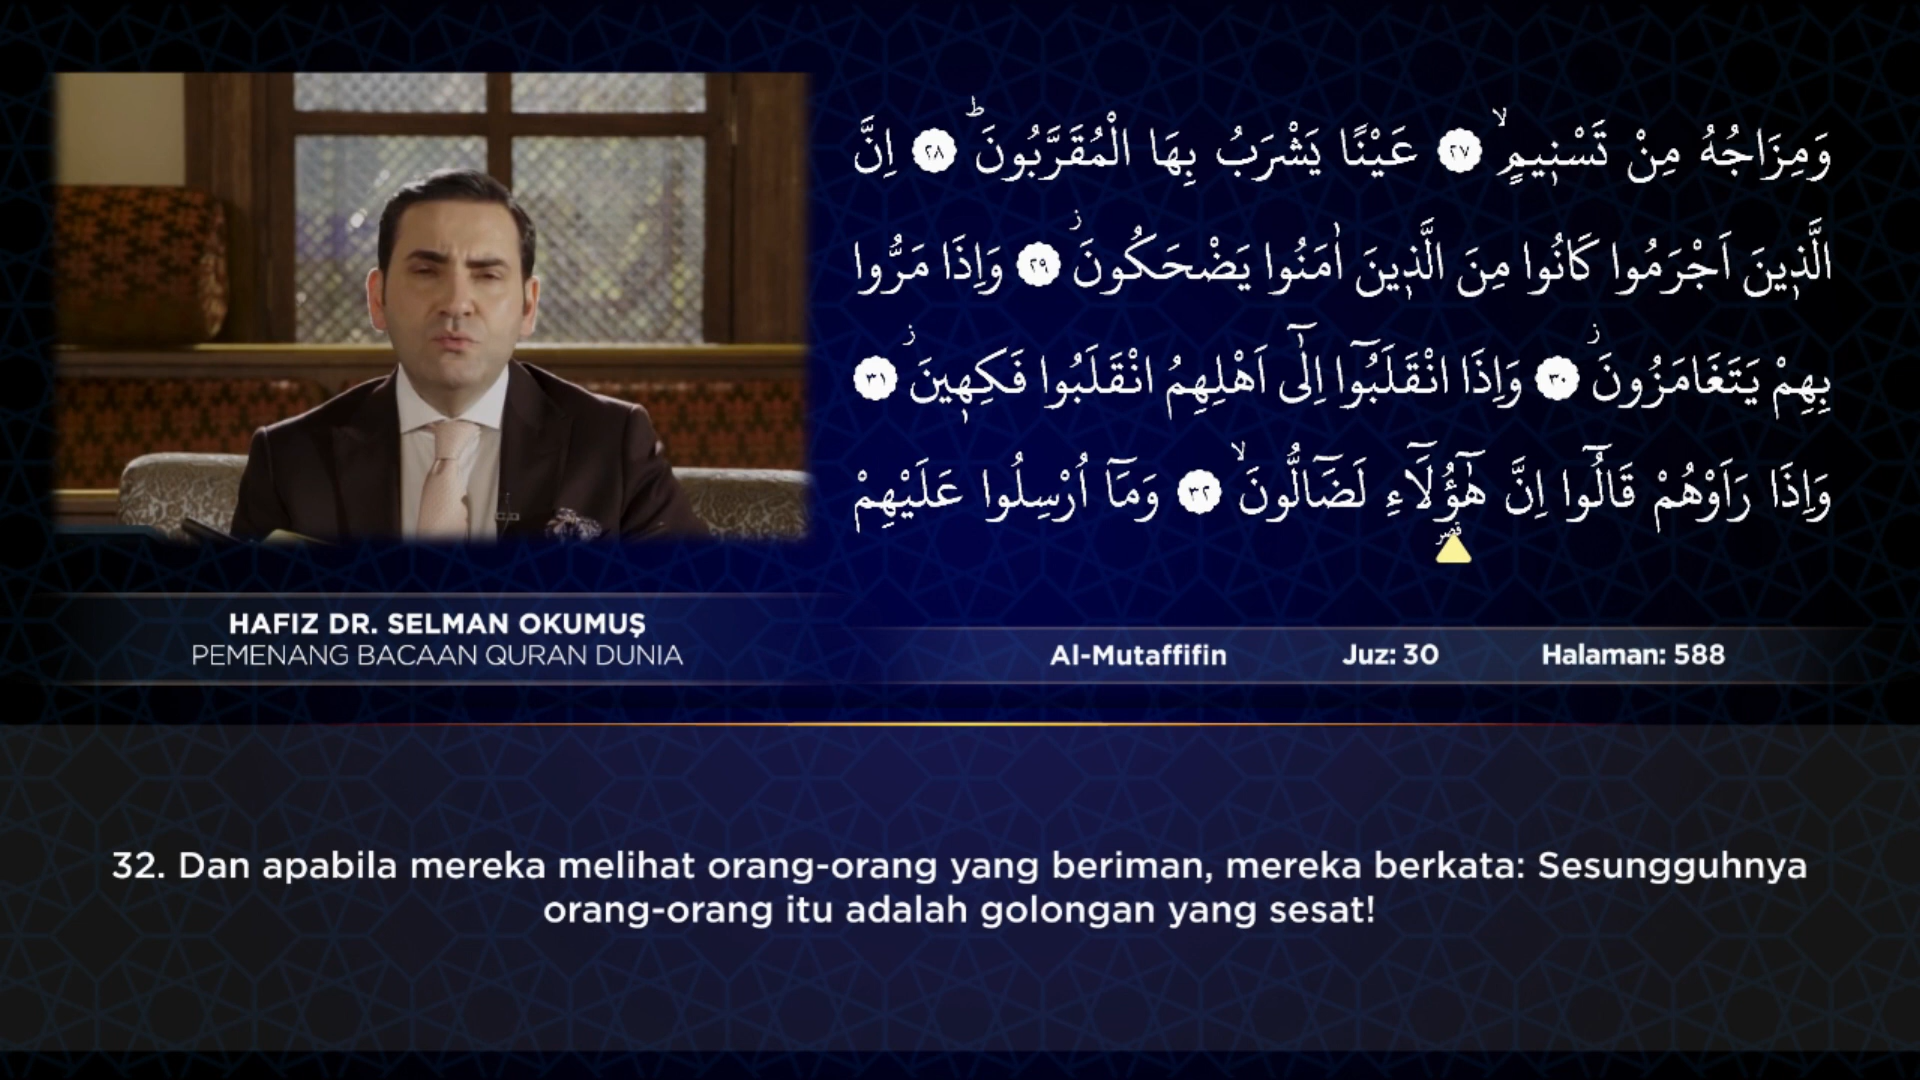 وَمِزَاجُهُ مِنْ تَسْنٖيمٍۙ ﴿٢٧﴾ عَيْنًا يَشْرَبُ بِهَا الْمُقَرَّبُونَۜ ﴿٢٨﴾ اِنَّ
الَّذٖينَ اَجْرَمُوا كَانُوا مِنَ الَّذٖينَ اٰمَنُوا يَضْحَكُونَؗ ﴿٢٩﴾ وَاِذَا مَرُّوا
بِهِمْ يَتَغَامَزُونَؗ ﴿٣٠﴾ وَاِذَا انْقَلَبُٓوا اِلٰٓى اَهْلِهِمُ انْقَلَبُوا فَكِهٖينَؗ ﴿٣١﴾
وَاِذَا رَاَوْهُمْ قَالُٓوا اِنَّ هٰٓؤُ۬لَٓاءِ لَضَٓالُّونَۙ ﴿٣٢﴾ وَمَٓا اُرْسِلُوا عَلَيْهِمْ
قصر
HAFIZ DR. SELMAN OKUMUŞ
PEMENANG BACAAN QURAN DUNIA
Al-Mutaffifin Juz: 30 Halaman: 588
32. Dan apabila mereka melihat orang-orang yang beriman, mereka berkata: Sesungguhnya
orang-orang itu adalah golongan yang sesat!